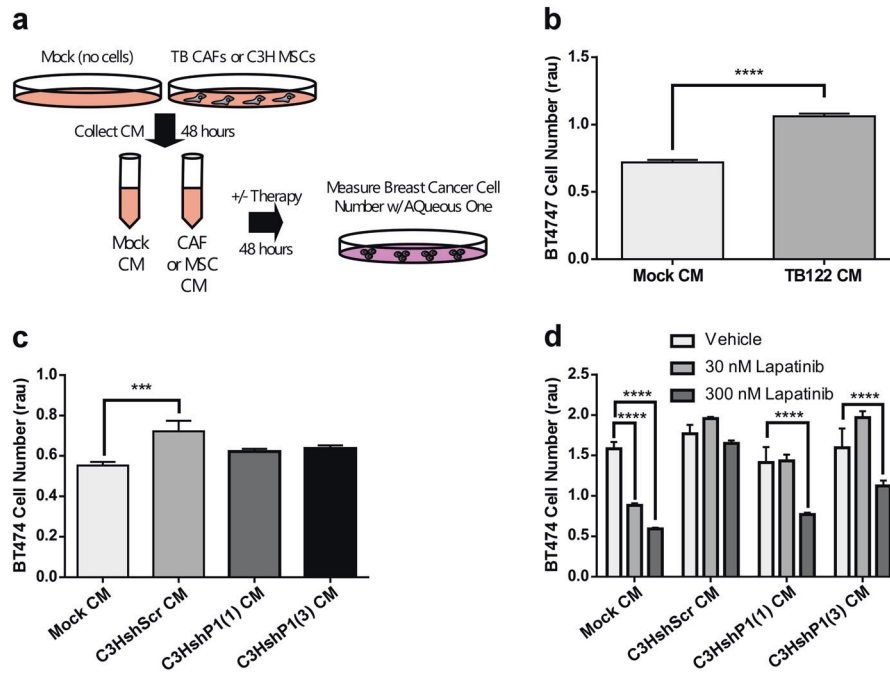 a
Mock (no cells)
TB CAFs or C3H MSCs
Collect CM
48 hours
+/- Therapy
48 hours
Measure Breast Cancer Cell
Number w/AQueous One
Mock
CM
CAF
or MSC
CM
b
BT4747 Cell Number (rau)
1.5
1.0
0.5
0.0
****
Mock CM
TB122 CM
c
BT474 Cell Number (rau)
1.0
0.8
0.6
0.4
0.2
0.0
***
Mock CM
C3HshScr CM
C3HshP1(1) CM
C3HshP1(3) CM
d
Vehicle
30 nM Lapatinib
300 nM Lapatinib
BT474 Cell Number (rau)
2.5
2.0
1.5
1.0
0.5
0.0
****
****
****
****
Mock CM
C3HshScr CM
C3HshP1(1) CM
C3HshP1(3) CM